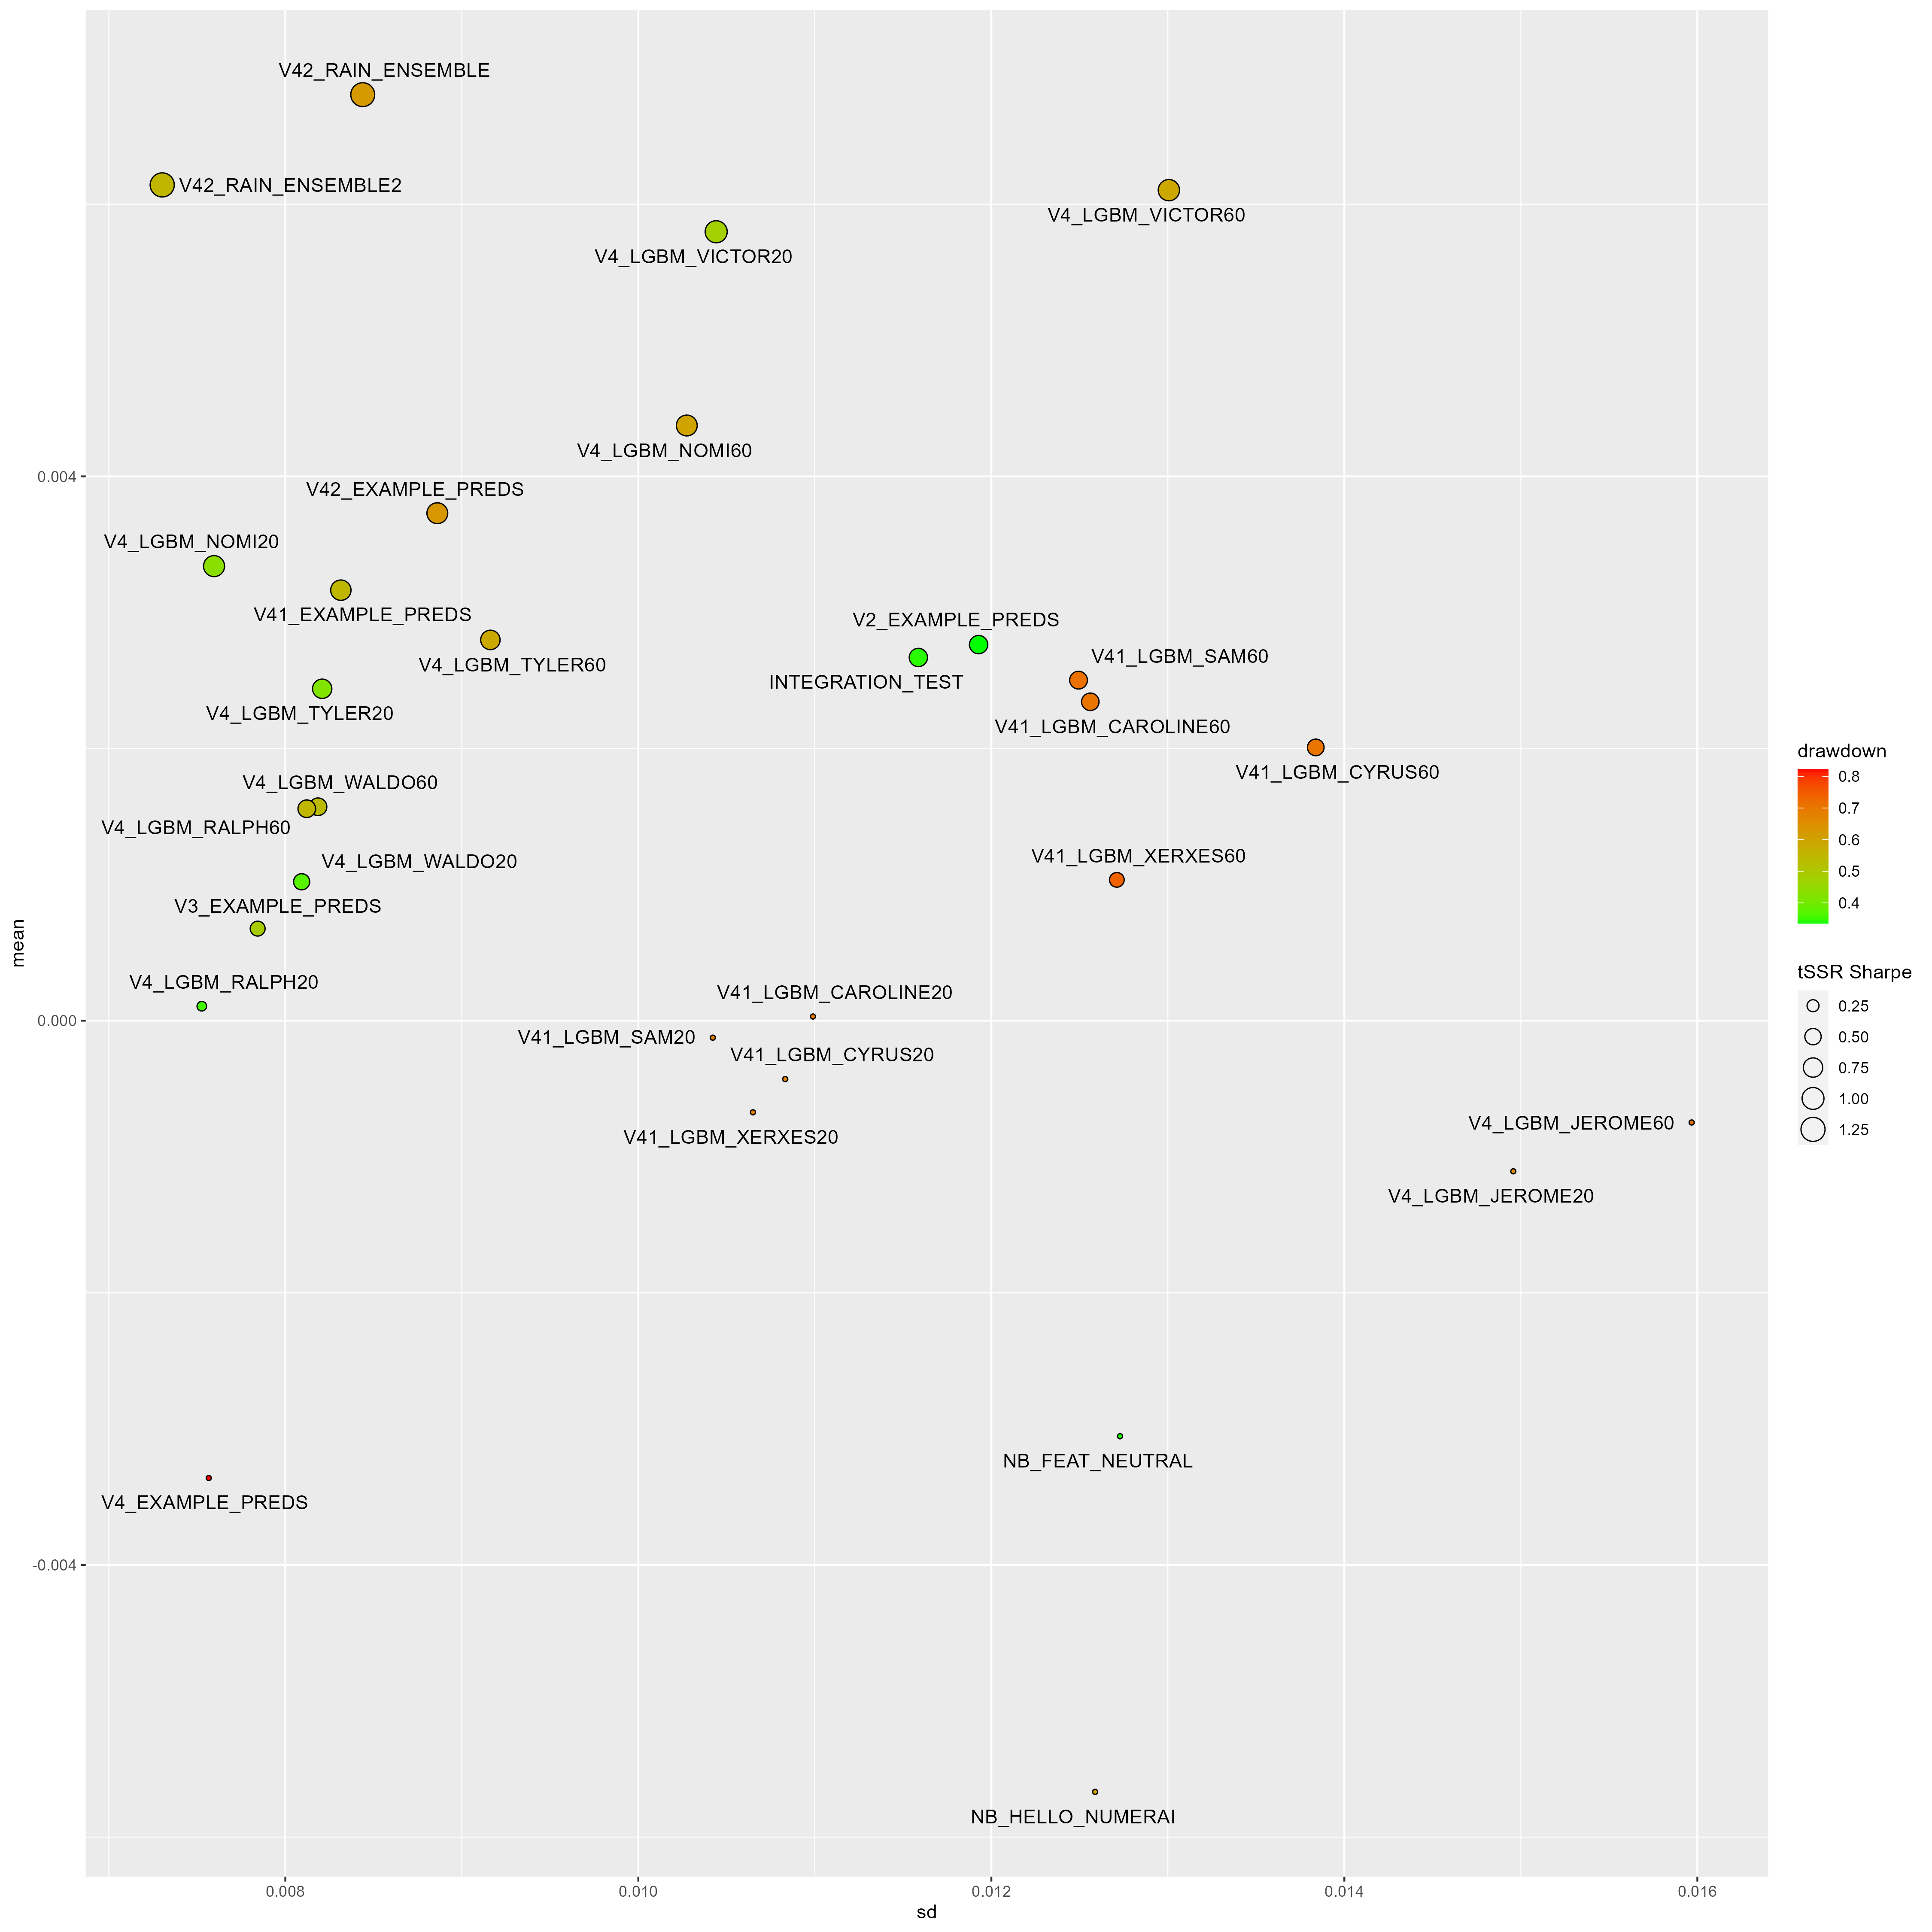 V42_RAIN_ENSEMBLE
V42_RAIN_ENSEMBLE2
V4_LGBM_VICTOR60
V4_LGBM_VICTOR20
V4_LGBM_NOMI60
0.004
V42_EXAMPLE_PREDS
V4_LGBM_NOMI20
V41_EXAMPLE_PREDS
V2_EXAMPLE_PREDS
V41_LGBM_SAM60
V4_LGBM_TYLER60
INTEGRATION_TEST
V4_LGBM_TYLER20
V41_LGBM_CAROLINE60
V41_LGBM_CYRUS60
V4_LGBM_WALDO60
V4_LGBM_RALPH60
V41_LGBM_XERXES60
V4_LGBM_WALDO20
V3_EXAMPLE_PREDS
mean
V4_LGBM_RALPH20
V41_LGBM_CAROLINE20
0.000
V41_LGBM_SAM20
V41_LGBM_CYRUS20
V41_LGBM_XERXES20
V4_LGBM_JEROME60
V4_LGBM_JEROME20
NB_FEAT_NEUTRAL
V4_EXAMPLE_PREDS
-0.004
NB_HELLO_NUMERAI
0.008 0.010 0.012 0.014 0.016
sd
drawdown
0.8
0.7
0.6
0.5
0.4
tSSR Sharpe
0.25
0.50
0.75
1.00
1.25